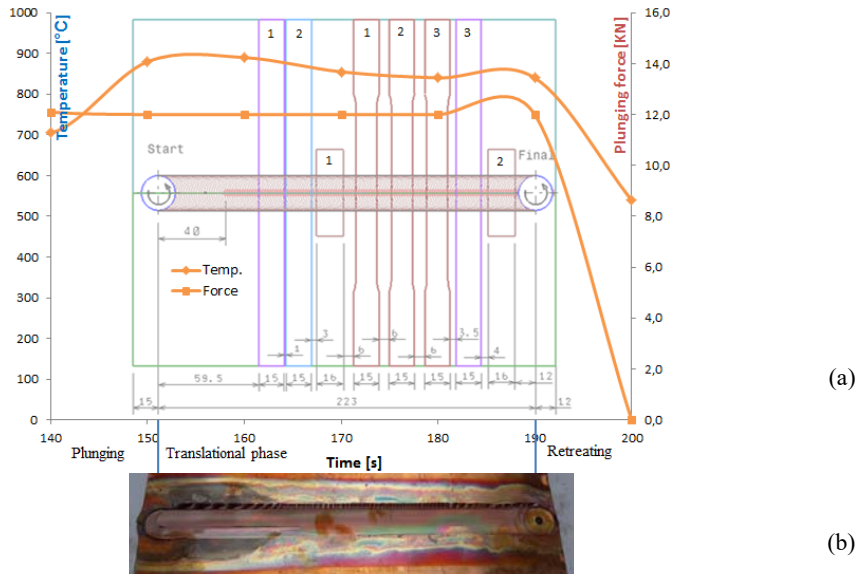 Temperature [°C]
Plunging force [KN]
1000
900
800
700
600
500
400
300
200
100
0
16,0
14,0
12,0
10,0
8,0
6,0
4,0
2,0
0,0
1 2 1 2 3 3
Start
1
2
Final
40
Temp.
Force
3 6 6 3.5
1 6 4
59.5 15 15 16 15 15 15 15 16 12
15 223 12
140 150 160 170 180 190 200
Plunging Translational phase Time [s] Retreating
(a)
(b)